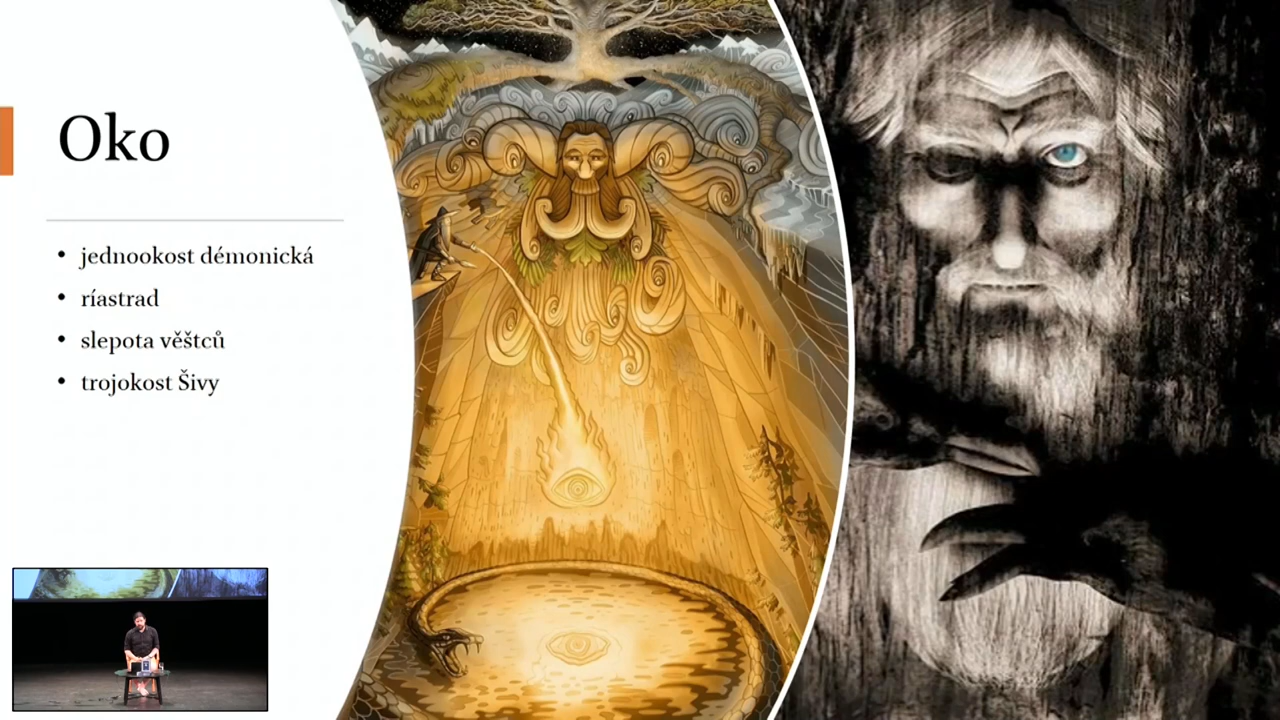 Oko
• jednookost démonická
• ríastrad
• slepota věštců
• trojokost Šivy